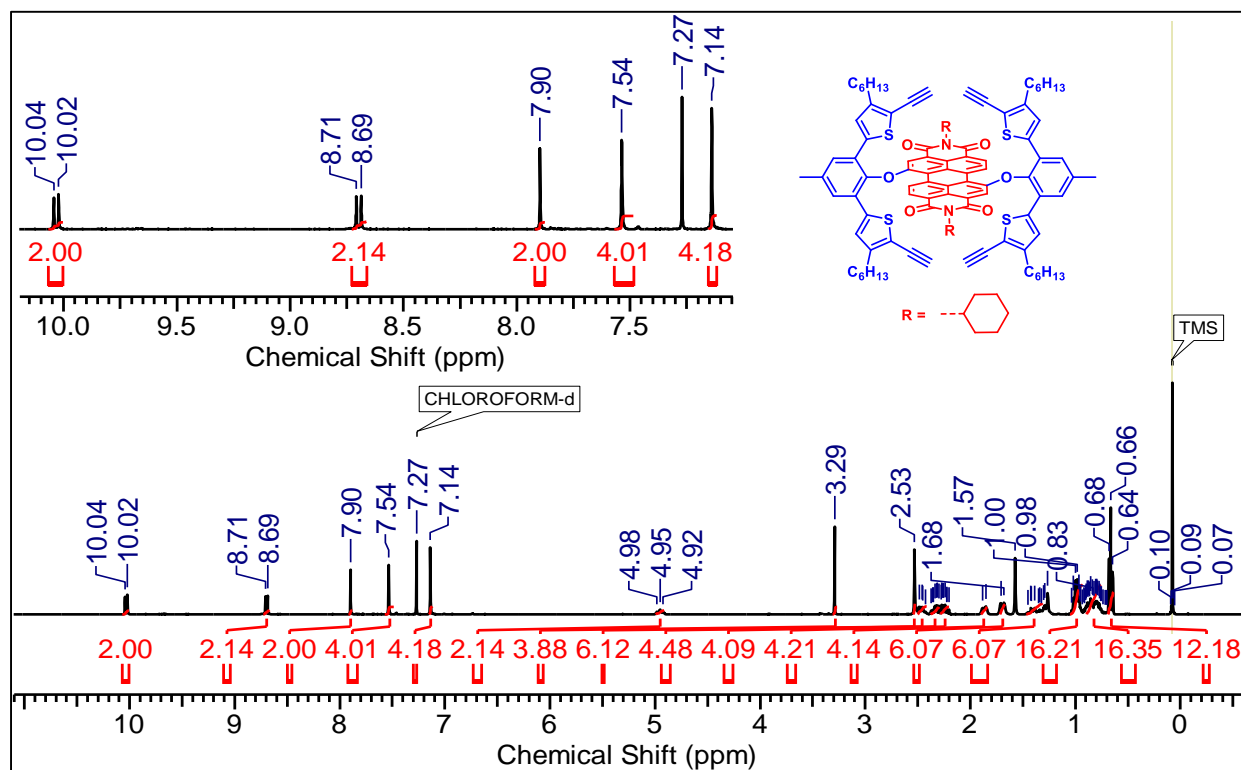 10.04
10.02
8.71
8.69
7.90
7.54
7.27
7.14
2.00
2.14
2.00
4.01
4.18
10.0 9.5 9.0 8.5 8.0 7.5
Chemical Shift (ppm)
C6H13 C6H13
S S
R
O N O
O O
O N O
R
S S
C6H13 C6H13
R =
TMS
CHLOROFORM-d
10.04
10.02
8.71
8.69
7.90
7.54
7.27
7.14
4.98
4.95
4.92
3.29
2.53
1.68
1.57
1.00
0.98
0.83
0.68
0.66
0.64
0.10
0.09
0.07
2.00 2.14 2.00 4.01 4.18 2.14 3.88 6.12 4.48 4.09 4.21 4.14 6.07 6.07 16.21 16.35 12.18
10 9 8 7 6 5 4 3 2 1 0
Chemical Shift (ppm)